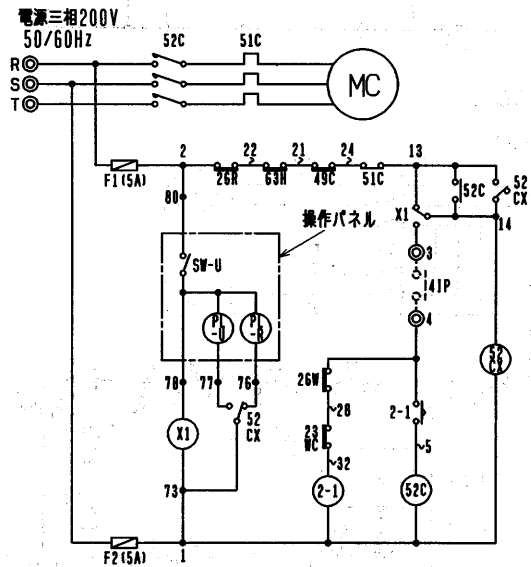 電源三相200V
50/60Hz
52C
51C
R
S
T
MC
F1(5A)
2
22
21
24
13
26R
63H
49C
51C
52C
52
CX
14
X1
80
操作パネル
SW-U
3
41P
4
PL
-U
PL
-R
78
77
76
52
CX
26W
28
23
WC
32
2-1
5
52
CX
X1
73
2-1
52C
F2(5A)
1